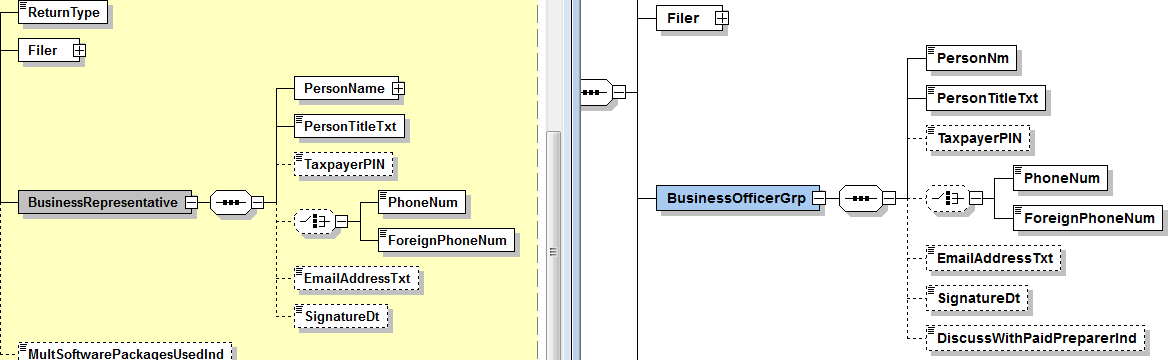 ReturnType
Filer
PersonName
PersonTitleTxt
TaxpayerPIN
BusinessRepresentative
PhoneNum
ForeignPhoneNum
EmailAddressTxt
SignatureDt
MultSoftwarePackagesUsedInd
Filer
PersonNm
PersonTitleTxt
TaxpayerPIN
BusinessOfficerGrp
PhoneNum
ForeignPhoneNum
EmailAddressTxt
SignatureDt
DiscussWithPaidPreparerInd